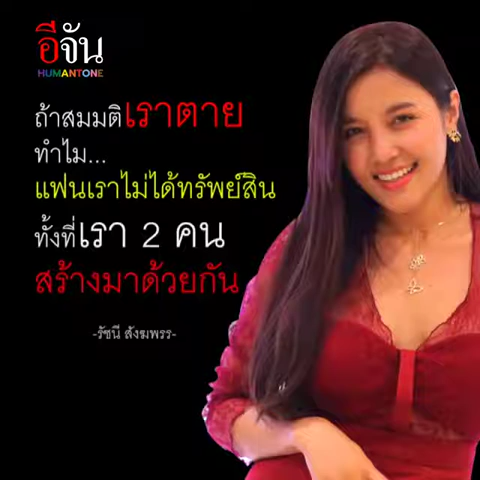 อีจัน
HUMANTONE
ถ้าสมมติเราตาย
ทำไม...
แฟนเราไม่ได้ทรัพย์สิน
ทั้งที่เรา 2 คน
สร้างมาด้วยกัน
-รัชนี สังฆพรร-